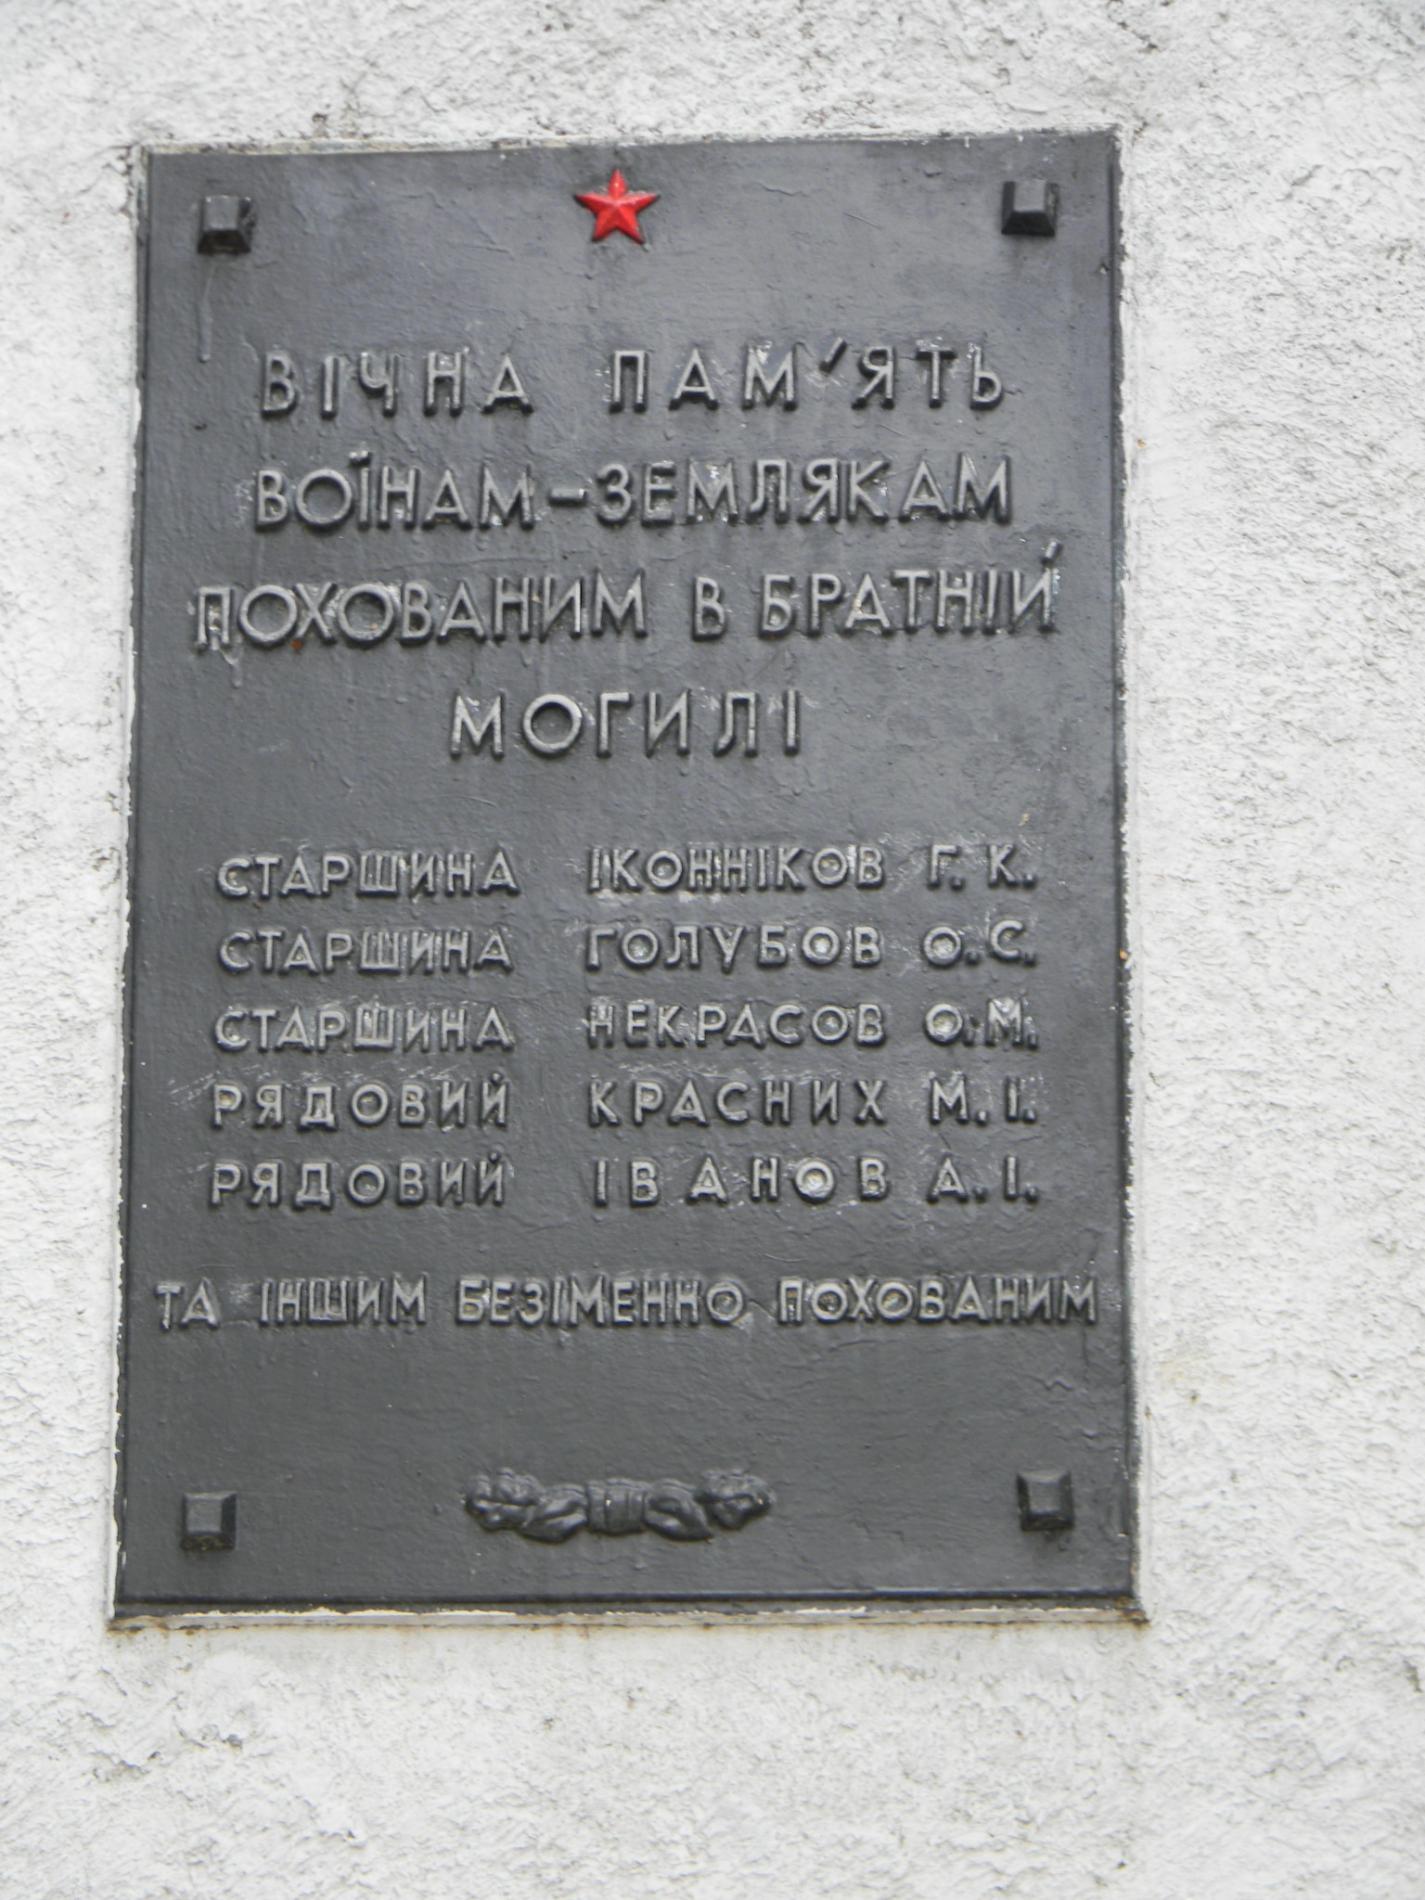 ВІЧНА ПАМ'ЯТЬ
ВОЇНАМ-ЗЕМЛЯКАМ
ПОХОВАНИМ В БРАТНІЙ
МОГИЛІ
СТАРШИНА ІКОННІКОВ Г. К.
СТАРШИНА ГОЛУБОВ О.С.
СТАРШИНА НЕКРАСОВ О.М.
РЯДОВИЙ КРАСНИХ М. І.
РЯДОВИЙ ІВАНОВ А. І.
ТА ІНШИМ БЕЗІМЕННО ПОХОВАНИМ